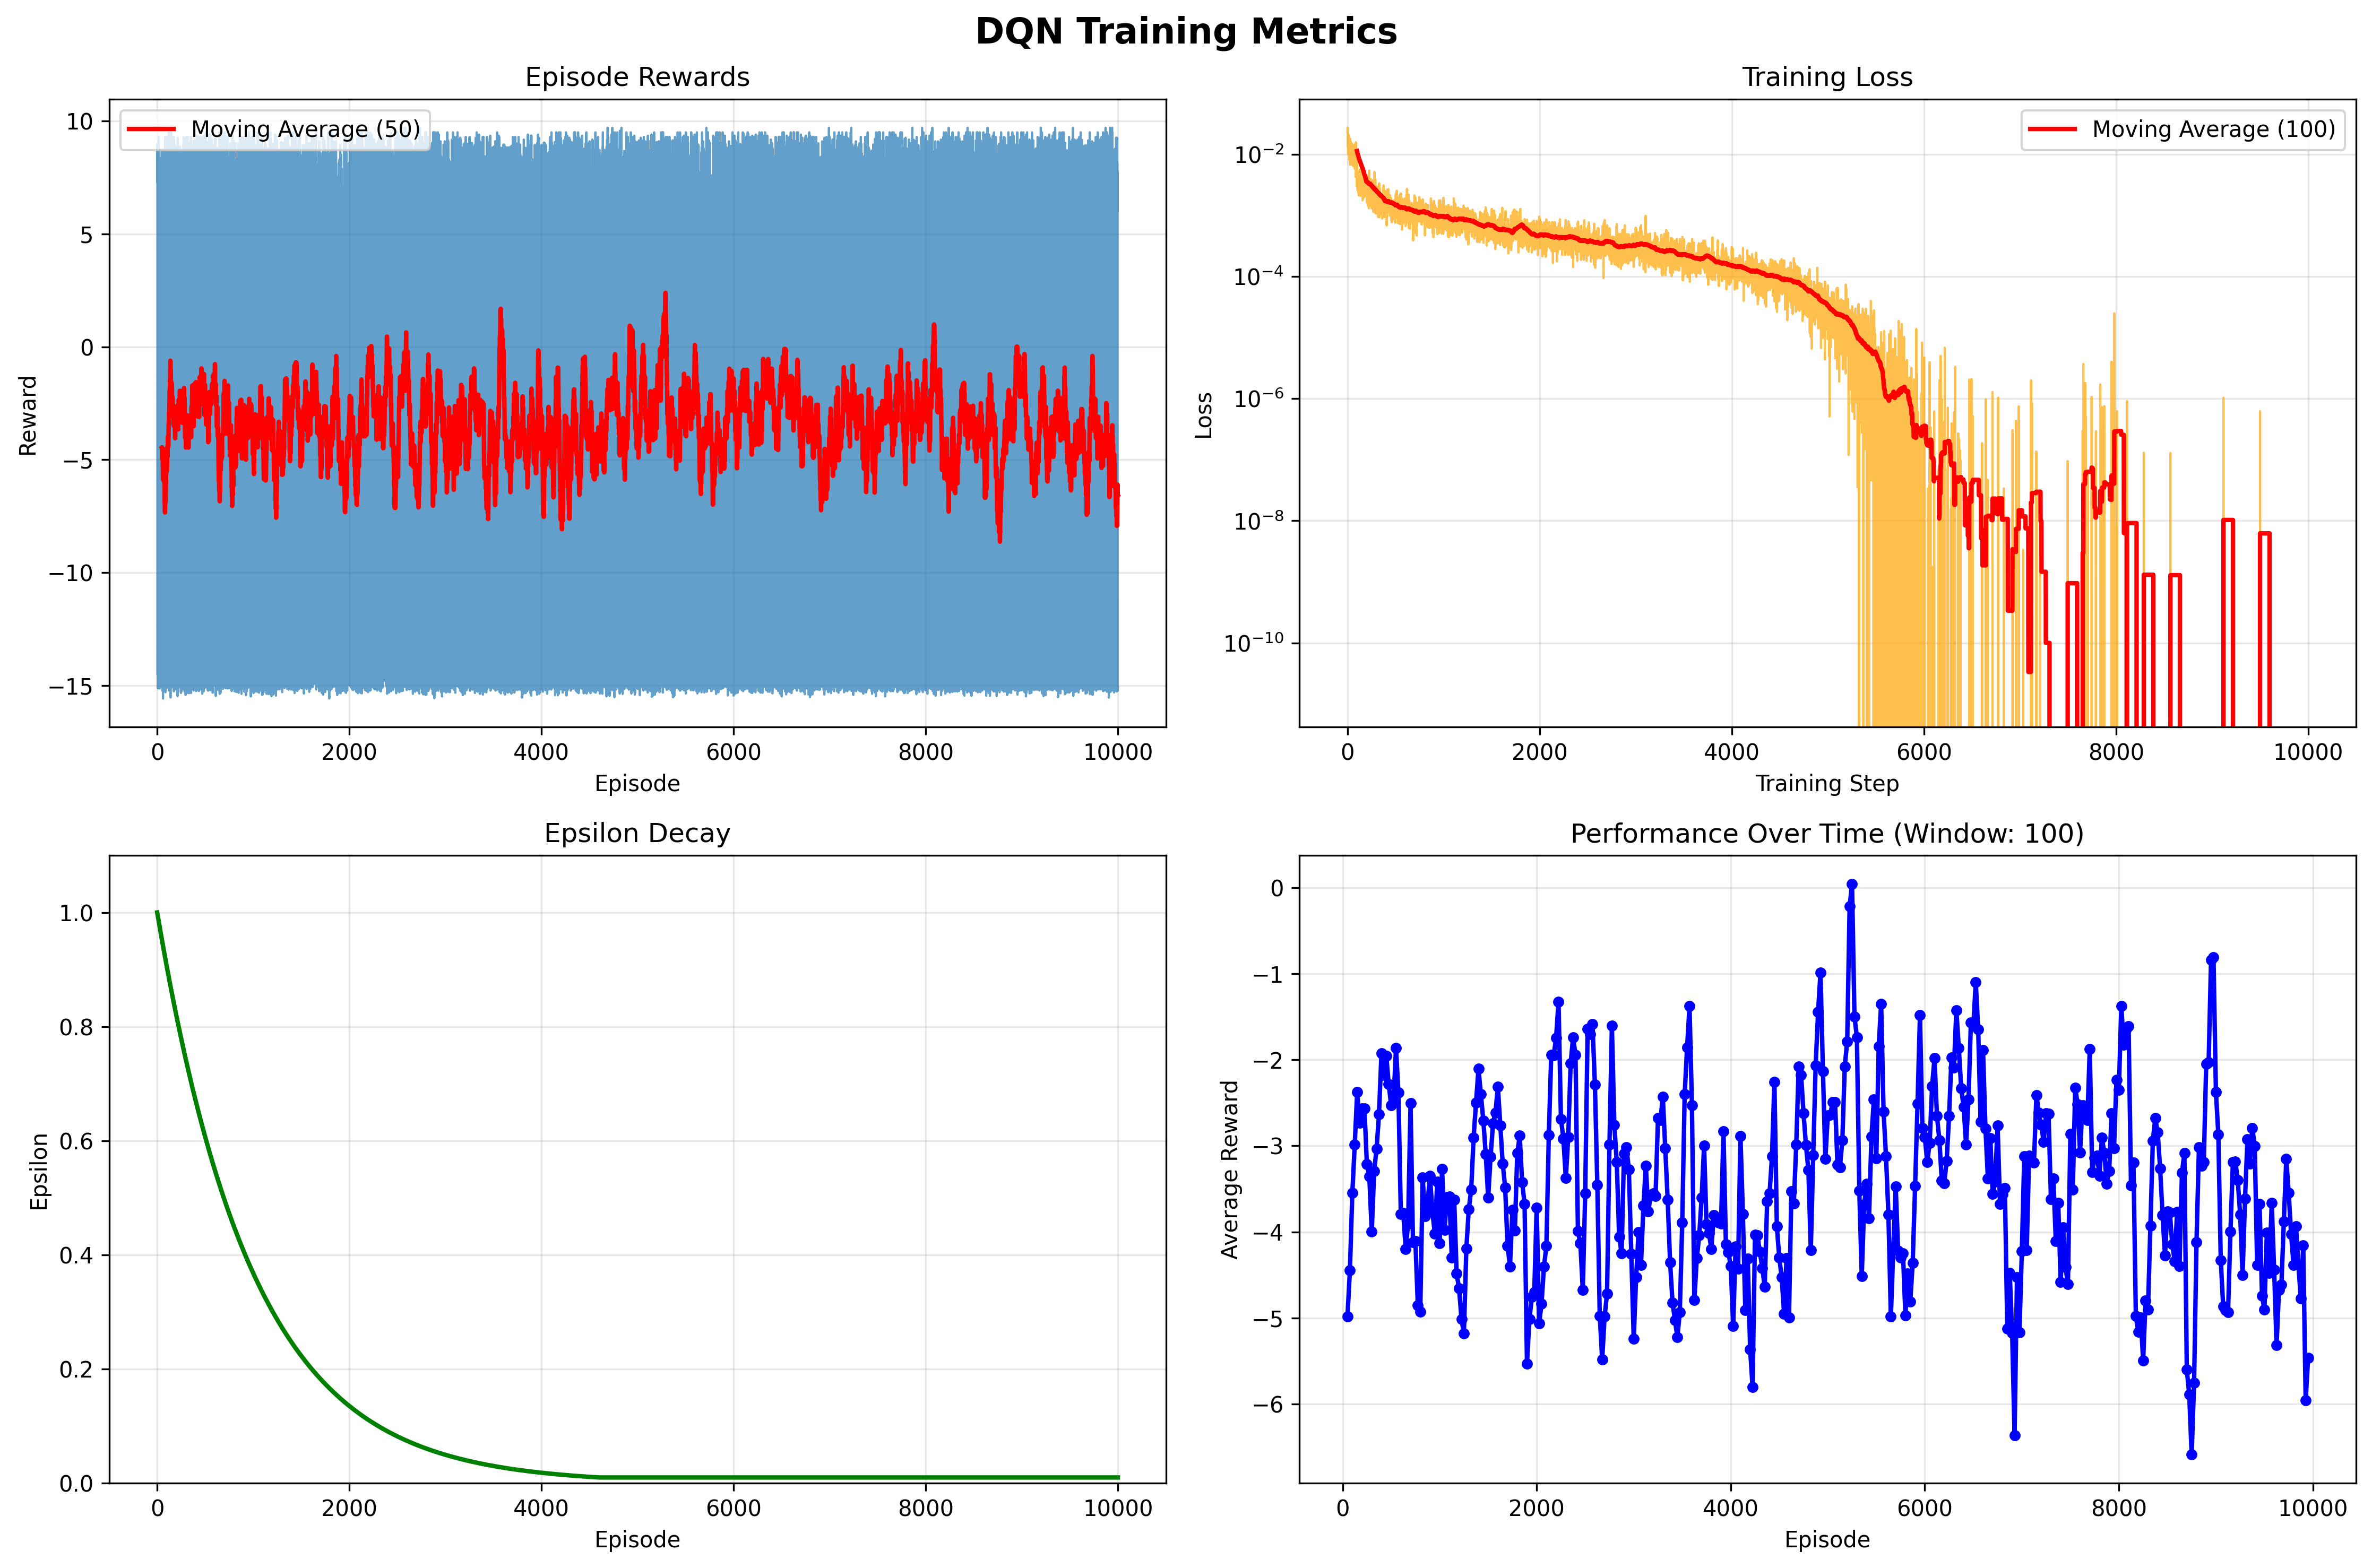 DQN Training Metrics
Episode Rewards
Moving Average (50)
10
5
0
−5
−10
−15
Reward
0 2000 4000 6000 8000 10000
Episode
Training Loss
Moving Average (100)
10⁻²
10⁻⁴
10⁻⁶
10⁻⁸
10⁻¹⁰
Loss
0 2000 4000 6000 8000 10000
Training Step
Epsilon Decay
1.0
0.8
0.6
0.4
0.2
0.0
Epsilon
0 2000 4000 6000 8000 10000
Episode
Performance Over Time (Window: 100)
0
−1
−2
−3
−4
−5
−6
Average Reward
0 2000 4000 6000 8000 10000
Episode